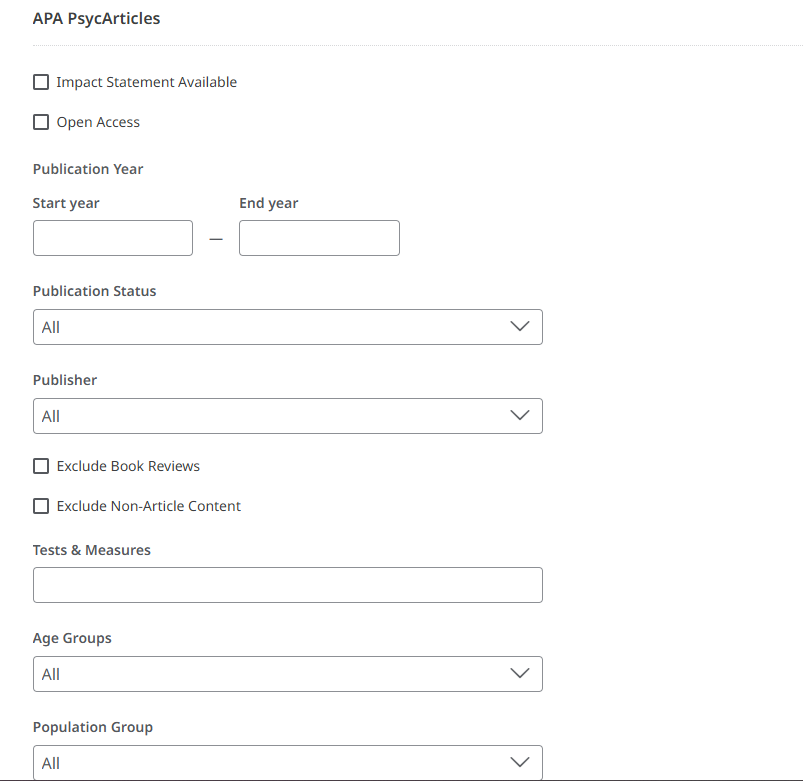 APA PsycArticles
Impact Statement Available
Open Access
Publication Year
Start year End year
—
Publication Status
All
Publisher
All
Exclude Book Reviews
Exclude Non-Article Content
Tests & Measures
Age Groups
All
Population Group
All